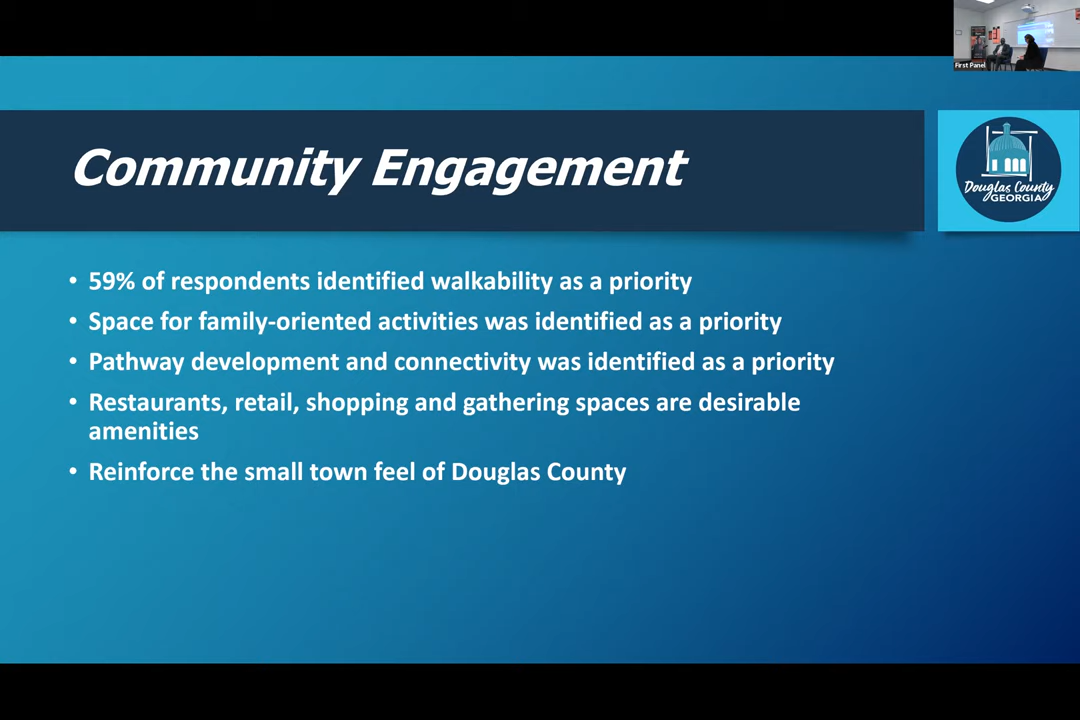 First Panel
Community Engagement
Douglas County
GEORGIA
• 59% of respondents identified walkability as a priority
• Space for family-oriented activities was identified as a priority
• Pathway development and connectivity was identified as a priority
• Restaurants, retail, shopping and gathering spaces are desirable
amenities
• Reinforce the small town feel of Douglas County